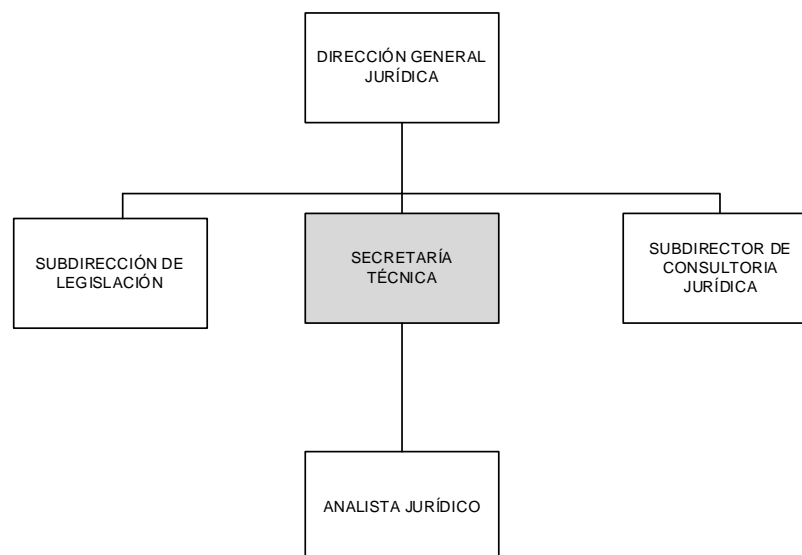 DIRECCIÓN GENERAL
JURÍDICA
SUBDIRECCIÓN DE
LEGISLACIÓN
SECRETARÍA
TÉCNICA
SUBDIRECTOR DE
CONSULTORIA
JURÍDICA
ANALISTA JURÍDICO